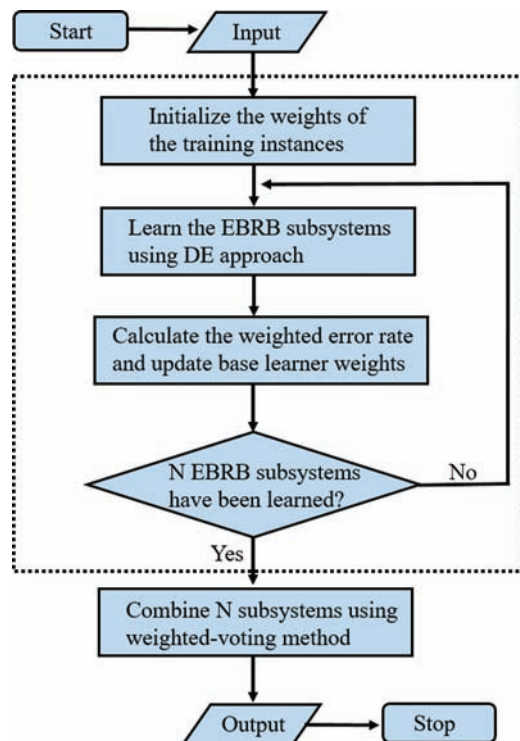 Start
Input
Initialize the weights of
the training instances
Learn the EBRB subsystems
using DE approach
Calculate the weighted error rate
and update base learner weights
N EBRB subsystems
have been learned?
No
Yes
Combine N subsystems using
weighted-voting method
Output
Stop